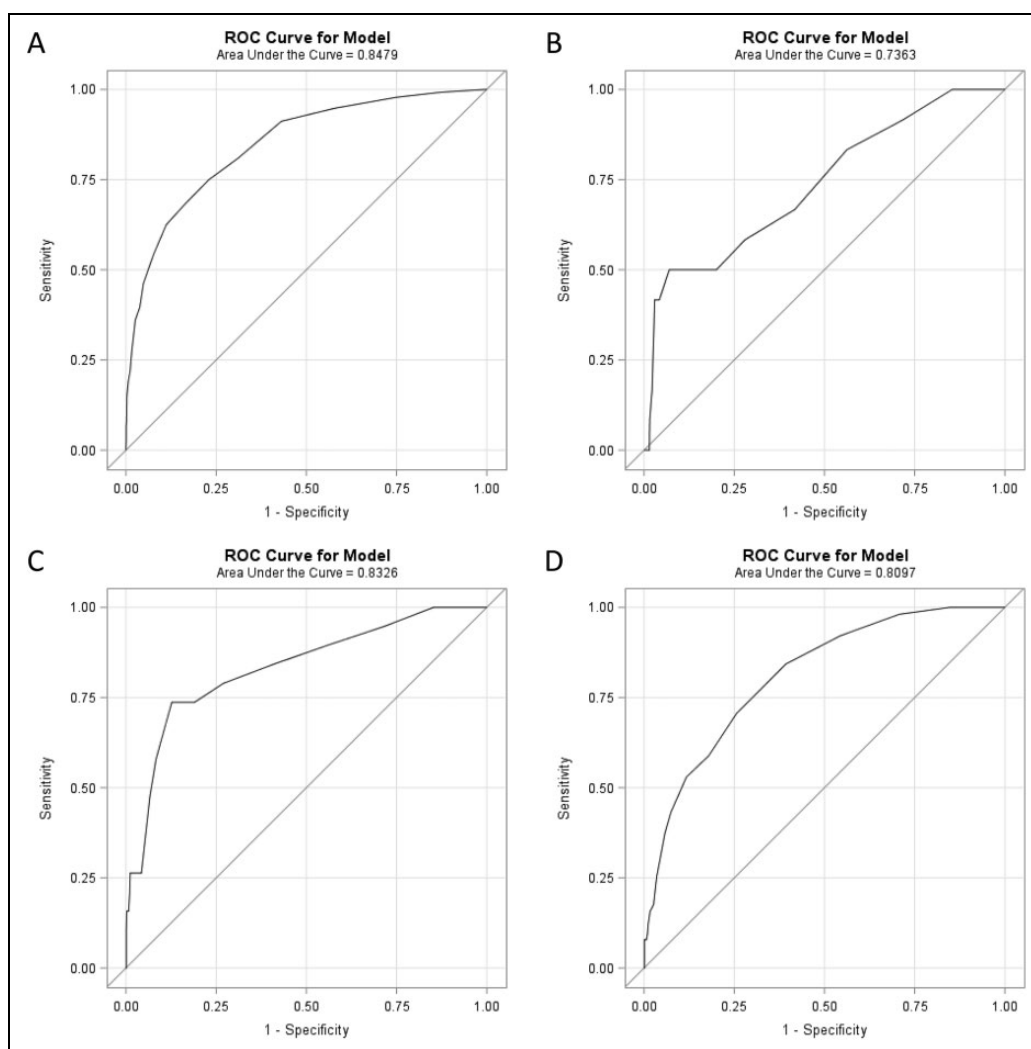 A
ROC Curve for Model
Area Under the Curve = 0.8479
1.00
0.75
0.50
0.25
0.00
Sensitivity
0.00 0.25 0.50 0.75 1.00
1 - Specificity
B
ROC Curve for Model
Area Under the Curve = 0.7363
1.00
0.75
0.50
0.25
0.00
Sensitivity
0.00 0.25 0.50 0.75 1.00
1 - Specificity
C
ROC Curve for Model
Area Under the Curve = 0.8326
1.00
0.75
0.50
0.25
0.00
Sensitivity
0.00 0.25 0.50 0.75 1.00
1 - Specificity
D
ROC Curve for Model
Area Under the Curve = 0.8097
1.00
0.75
0.50
0.25
0.00
Sensitivity
0.00 0.25 0.50 0.75 1.00
1 - Specificity